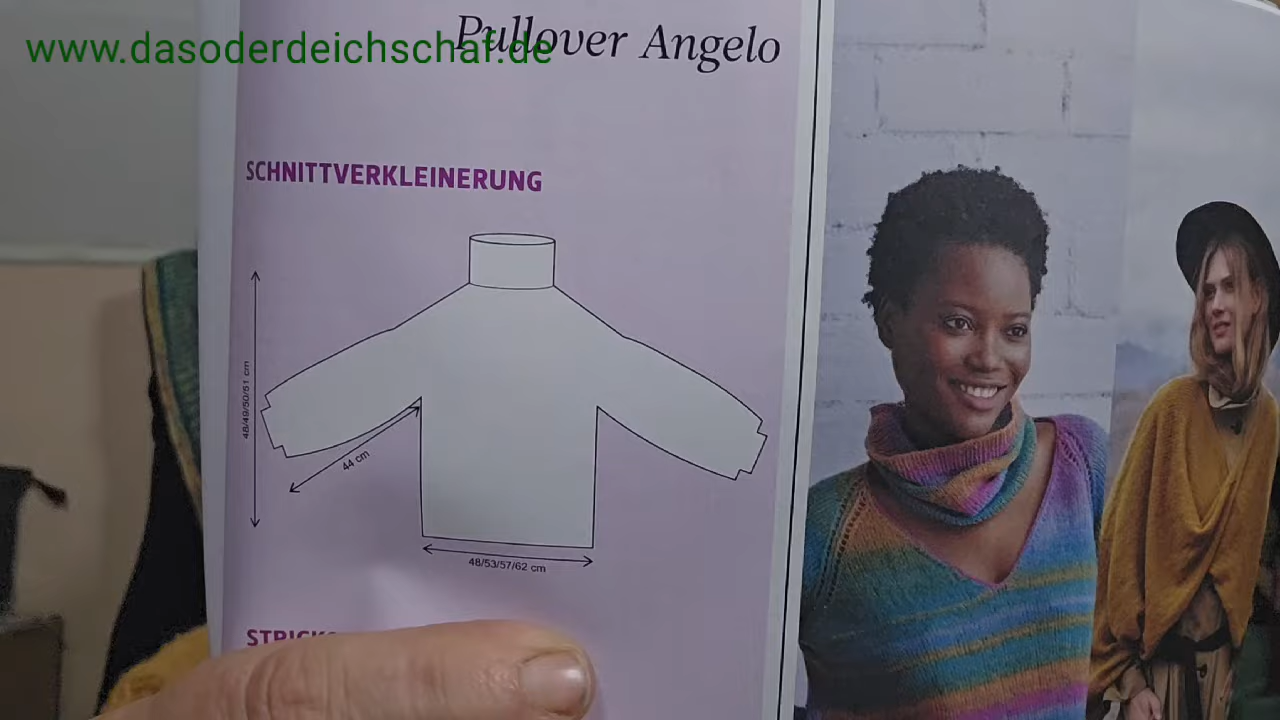 www.dasoderdeichschaf.de
Pullover Angelo
SCHNITTVERKLEINERUNG
48/49/50/51 cm
44 cm
48/53/57/62 cm